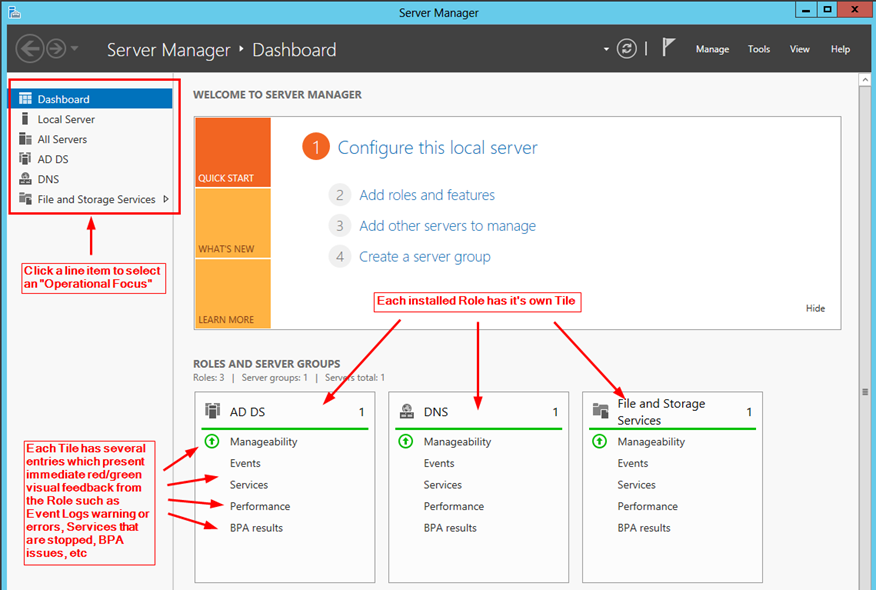 Server Manager
Server Manager ‣ Dashboard
Manage Tools View Help
Dashboard
Local Server
All Servers
AD DS
DNS
File and Storage Services
Click a line item to select
an "Operational Focus"
WELCOME TO SERVER MANAGER
QUICK START
WHAT'S NEW
LEARN MORE
1 Configure this local server
2 Add roles and features
3 Add other servers to manage
4 Create a server group
Each installed Role has it's own Tile
Hide
ROLES AND SERVER GROUPS
Roles: 3 | Server groups: 1 | Servers total: 1
Each Tile has several
entries which present
immediate red/green
visual feedback from
the Role such as
Event Logs warning or
errors, Services that
are stopped, BPA
issues, etc
AD DS 1
Manageability
Events
Services
Performance
BPA results
DNS 1
Manageability
Events
Services
Performance
BPA results
File and Storage
Services 1
Manageability
Events
Services
Performance
BPA results